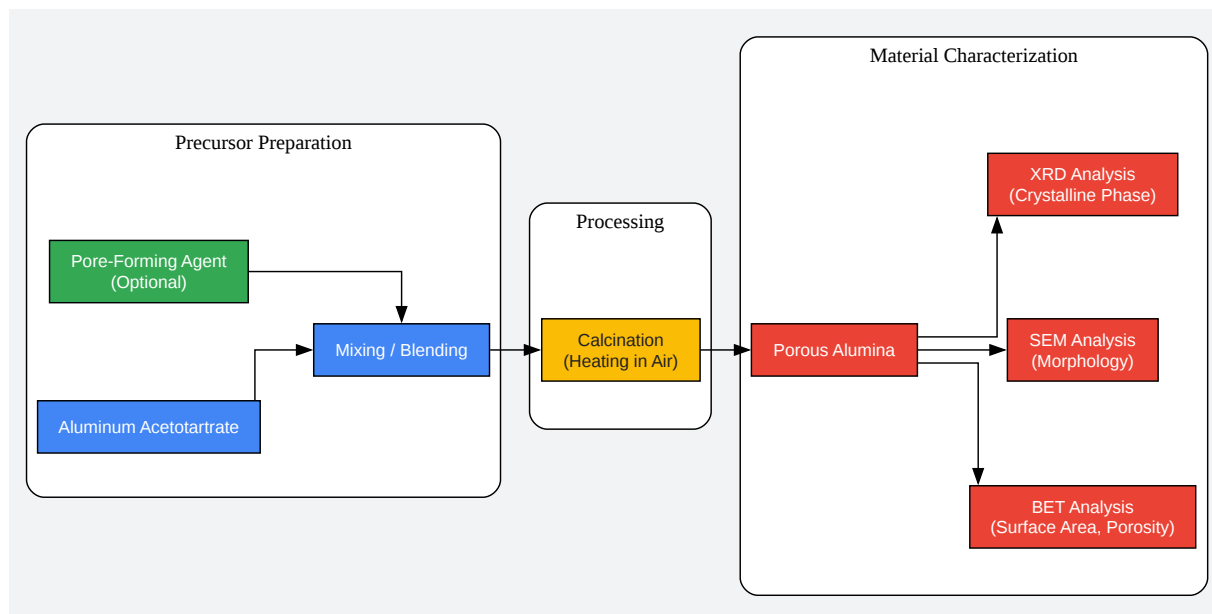 Precursor Preparation
Pore-Forming Agent
(Optional)
Mixing / Blending
Aluminum Acetotartrate
Processing
Calcination
(Heating in Air)
Material Characterization
Porous Alumina
XRD Analysis
(Crystalline Phase)
SEM Analysis
(Morphology)
BET Analysis
(Surface Area, Porosity)